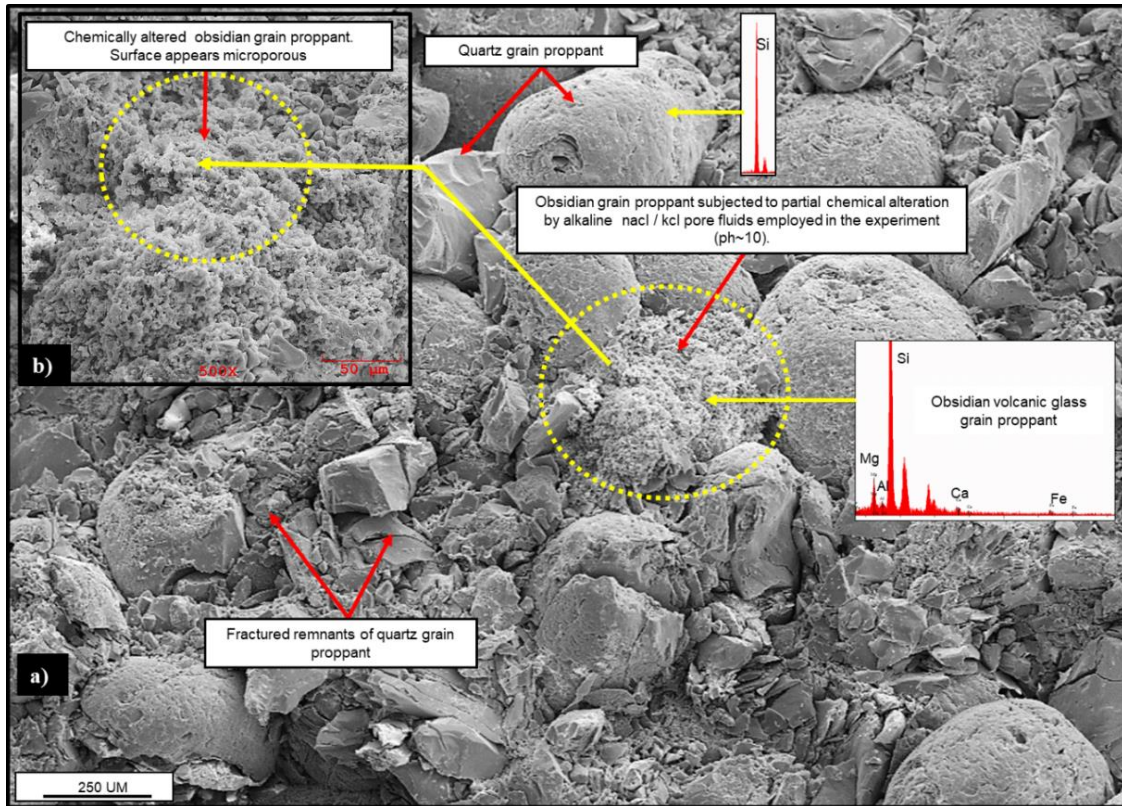 Chemically altered obsidian grain proppant.
Surface appears microporous
Quartz grain proppant
Si
Obsidian grain proppant subjected to partial chemical alteration
by alkaline nacl / kcl pore fluids employed in the experiment
(ph~10).
b)
500X
50 µm
Si
Obsidian volcanic glass
grain proppant
Mg
Al
Ca
Fe
Fractured remnants of quartz grain
proppant
a)
250 UM